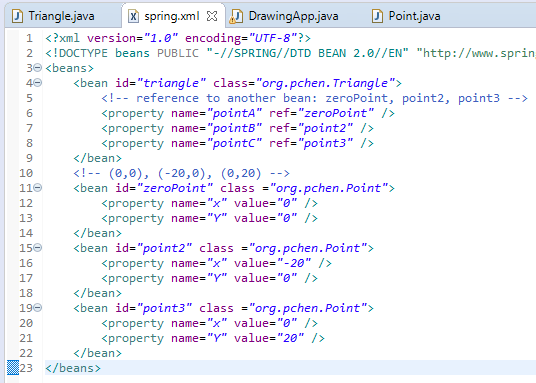 Triangle.java spring.xml DrawingApp.java Point.java
1 <?xml version="1.0" encoding="UTF-8"?>
2 <!DOCTYPE beans PUBLIC "-//SPRING//DTD BEAN 2.0//EN" "http://www.sprin
3 <beans>
4 <bean id="triangle" class="org.pchen.Triangle">
5 <!-- reference to another bean: zeroPoint, point2, point3 -->
6 <property name="pointA" ref="zeroPoint" />
7 <property name="pointB" ref="point2" />
8 <property name="pointC" ref="point3" />
9 </bean>
10 <!-- (0,0), (-20,0), (0,20) -->
11 <bean id="zeroPoint" class ="org.pchen.Point">
12 <property name="x" value="0" />
13 <property name="Y" value="0" />
14 </bean>
15 <bean id="point2" class ="org.pchen.Point">
16 <property name="x" value="-20" />
17 <property name="Y" value="0" />
18 </bean>
19 <bean id="point3" class ="org.pchen.Point">
20 <property name="x" value="0" />
21 <property name="Y" value="20" />
22 </bean>
23 </beans>